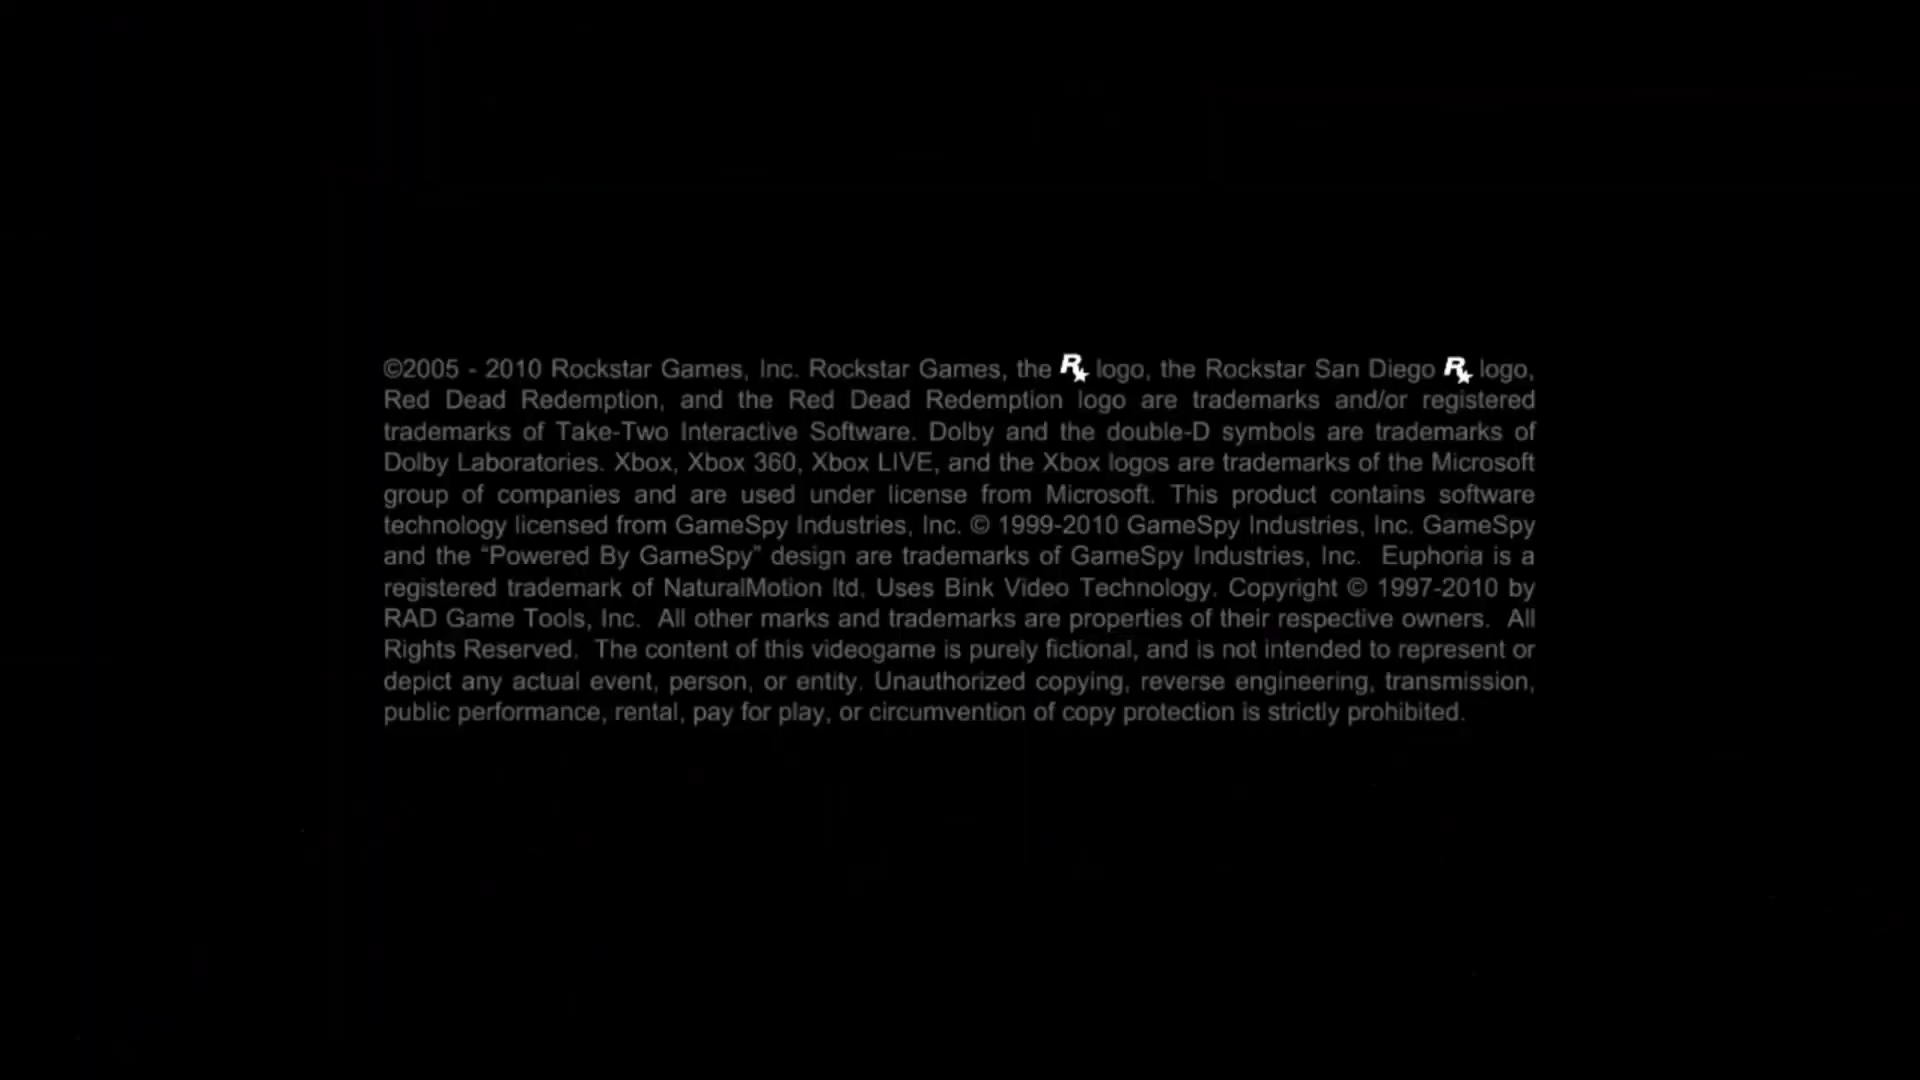 ©2005 - 2010 Rockstar Games, Inc. Rockstar Games, the R logo, the Rockstar San Diego R logo,
Red Dead Redemption, and the Red Dead Redemption logo are trademarks and/or registered
trademarks of Take-Two Interactive Software. Dolby and the double-D symbols are trademarks of
Dolby Laboratories. Xbox, Xbox 360, Xbox LIVE, and the Xbox logos are trademarks of the Microsoft
group of companies and are used under license from Microsoft. This product contains software
technology licensed from GameSpy Industries, Inc. © 1999-2010 GameSpy Industries, Inc. GameSpy
and the “Powered By GameSpy” design are trademarks of GameSpy Industries, Inc. Euphoria is a
registered trademark of NaturalMotion ltd. Uses Bink Video Technology. Copyright © 1997-2010 by
RAD Game Tools, Inc. All other marks and trademarks are properties of their respective owners. All
Rights Reserved. The content of this videogame is purely fictional, and is not intended to represent or
depict any actual event, person, or entity. Unauthorized copying, reverse engineering, transmission,
public performance, rental, pay for play, or circumvention of copy protection is strictly prohibited.